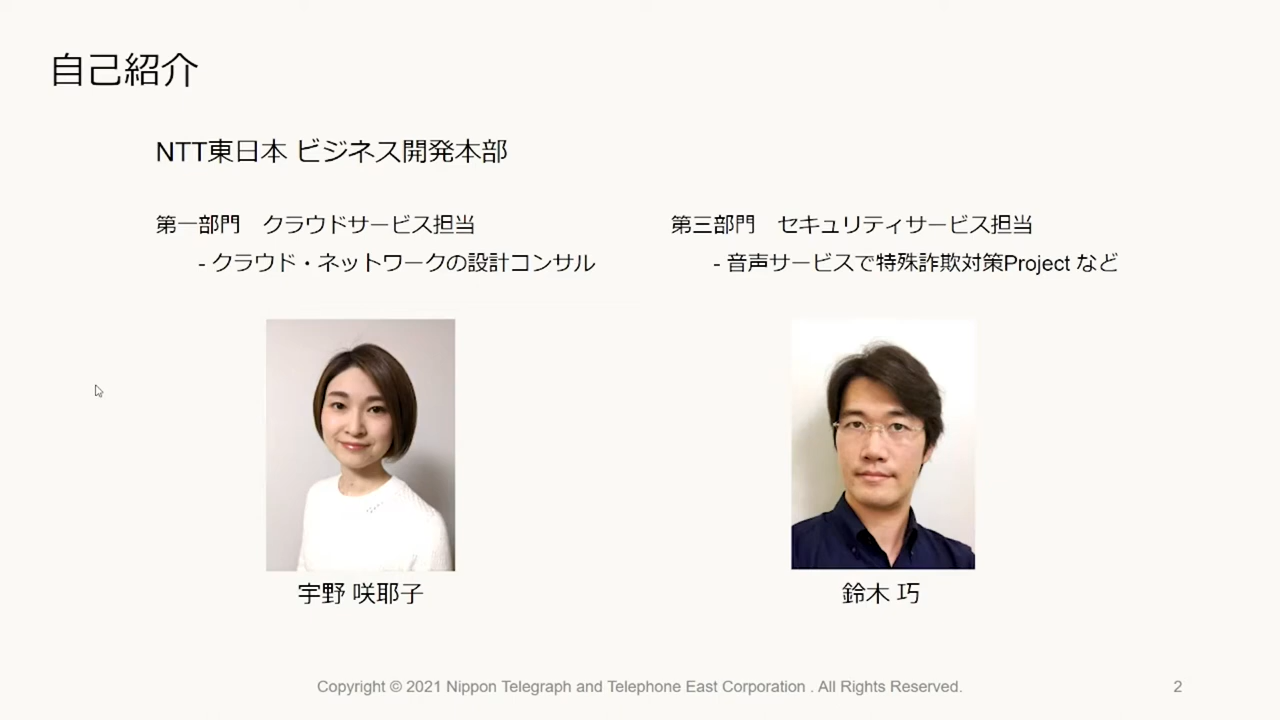 自己紹介
NTT東日本 ビジネス開発本部
第一部門　クラウドサービス担当
- クラウド・ネットワークの設計コンサル
第三部門　セキュリティサービス担当
- 音声サービスで特殊詐欺対策Project など
宇野 咲耶子
鈴木 巧
Copyright © 2021 Nippon Telegraph and Telephone East Corporation . All Rights Reserved.
2